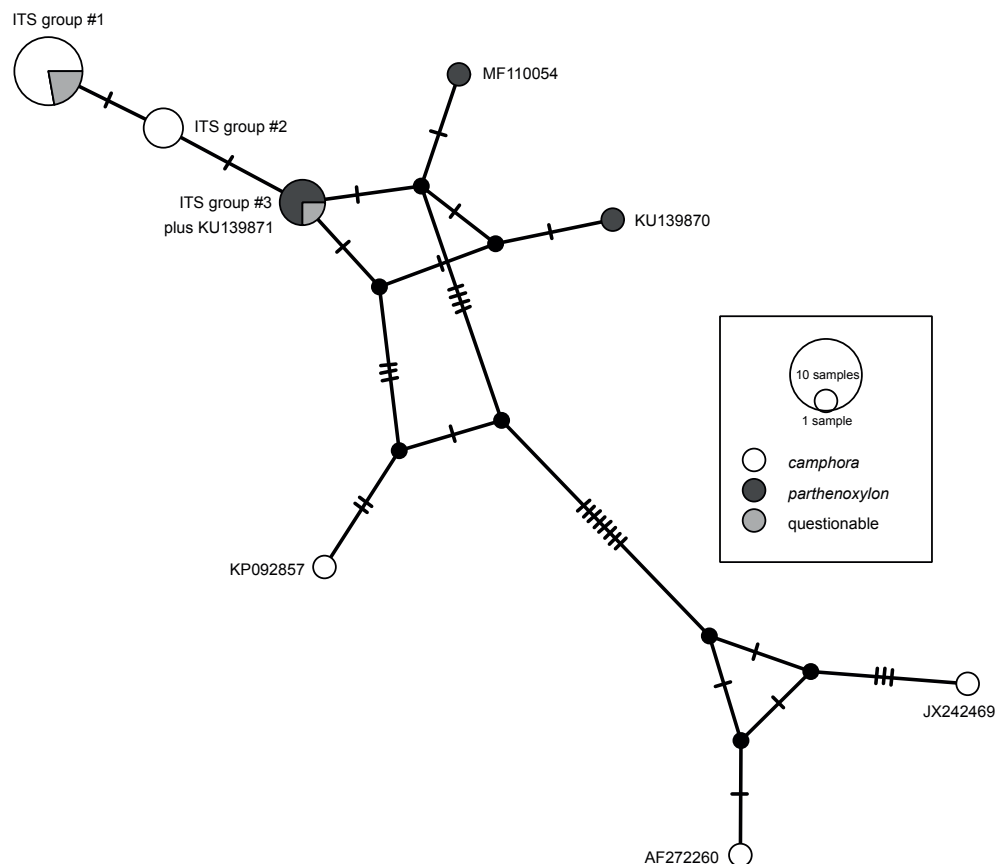 ITS group #1
MF110054
ITS group #2
ITS group #3
plus KU139871
KU139870
10 samples
1 sample
camphora
parthenoxylon
questionable
KP092857
JX242469
AF272260